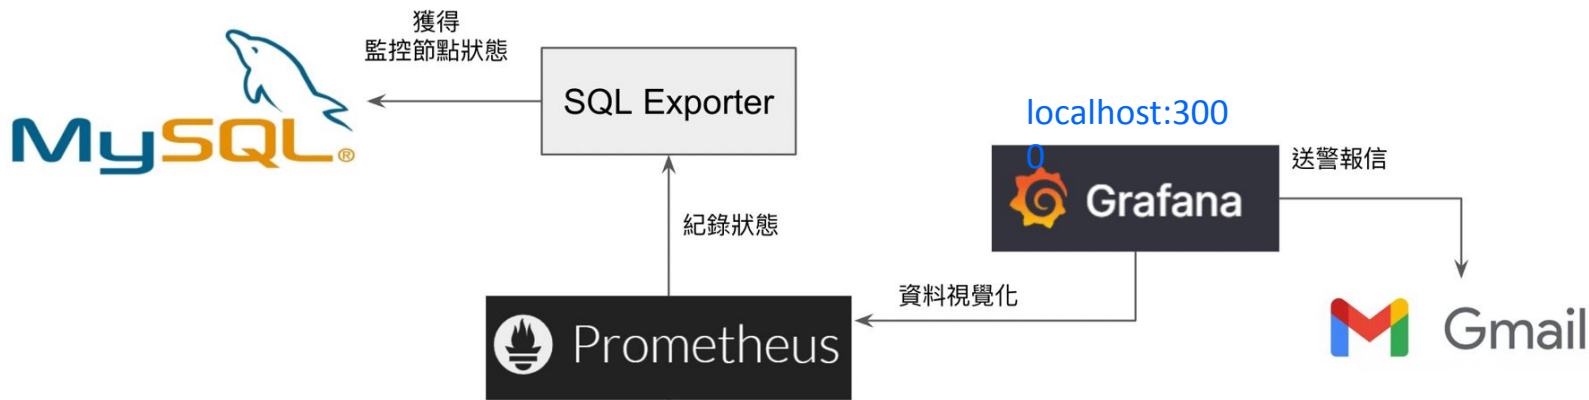 獲得
監控節點狀態
MySQL®
SQL Exporter
localhost:300
0
送警報信
Grafana
紀錄狀態
資料視覺化
Prometheus
Gmail